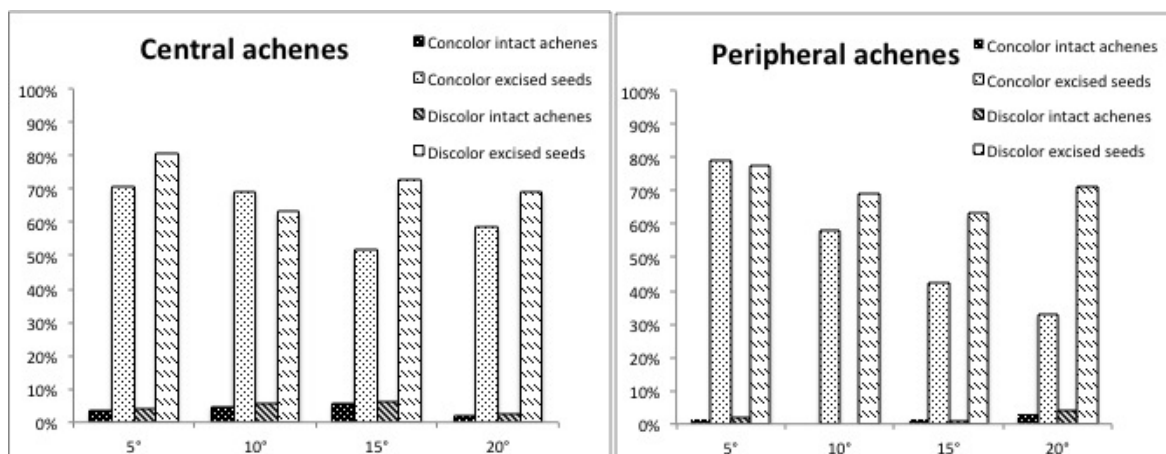 Central achenes
Concolor intact achenes
Concolor excised seeds
Discolor intact achenes
Discolor excised seeds
100%
90%
80%
70%
60%
50%
40%
30%
20%
10%
0%
5° 10° 15° 20°
Peripheral achenes
Concolor intact achenes
Concolor excised seeds
Discolor intact achenes
Discolor excised seeds
100%
90%
80%
70%
60%
50%
40%
30%
20%
10%
0%
5° 10° 15° 20°